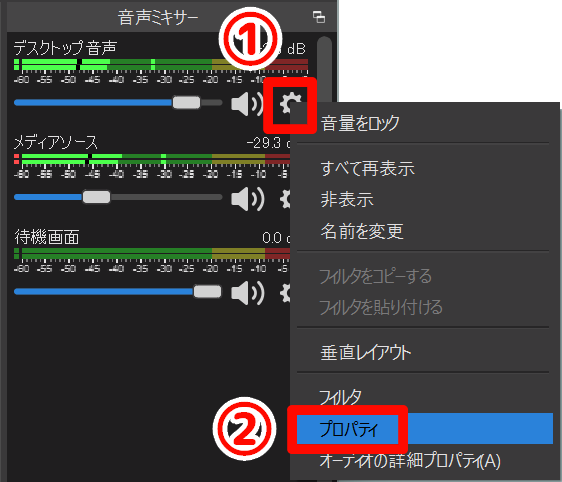 音声ミキサー
①
デスクトップ音声
dB
-60 -55 -50 -45 -40 -35 -30 -25 -20 -15 -10 -5 0
音量をロック
メディアソース
-29.3
-60 -55 -50 -45 -40 -35 -30 -25 -20 -15 -10 -5
すべて再表示
非表示
名前を変更
待機画面
0.0
-60 -55 -50 -45 -40 -35 -30 -25 -20 -15 -10 -5
フィルタをコピーする
フィルタを貼り付ける
垂直レイアウト
フィルタ
②
プロパティ
オーディオの詳細プロパティ(A)